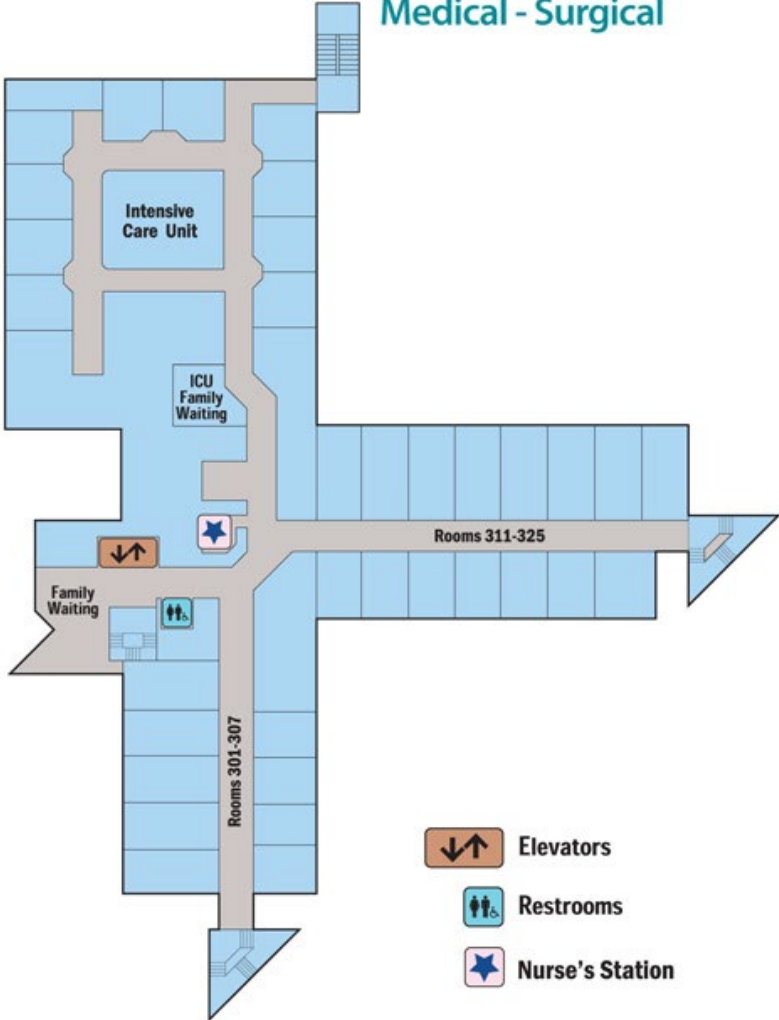 Medical - Surgical
Intensive
Care Unit
ICU
Family
Waiting
Rooms 311-325
Family
Waiting
Rooms 301-307
Elevators
Restrooms
Nurse's Station